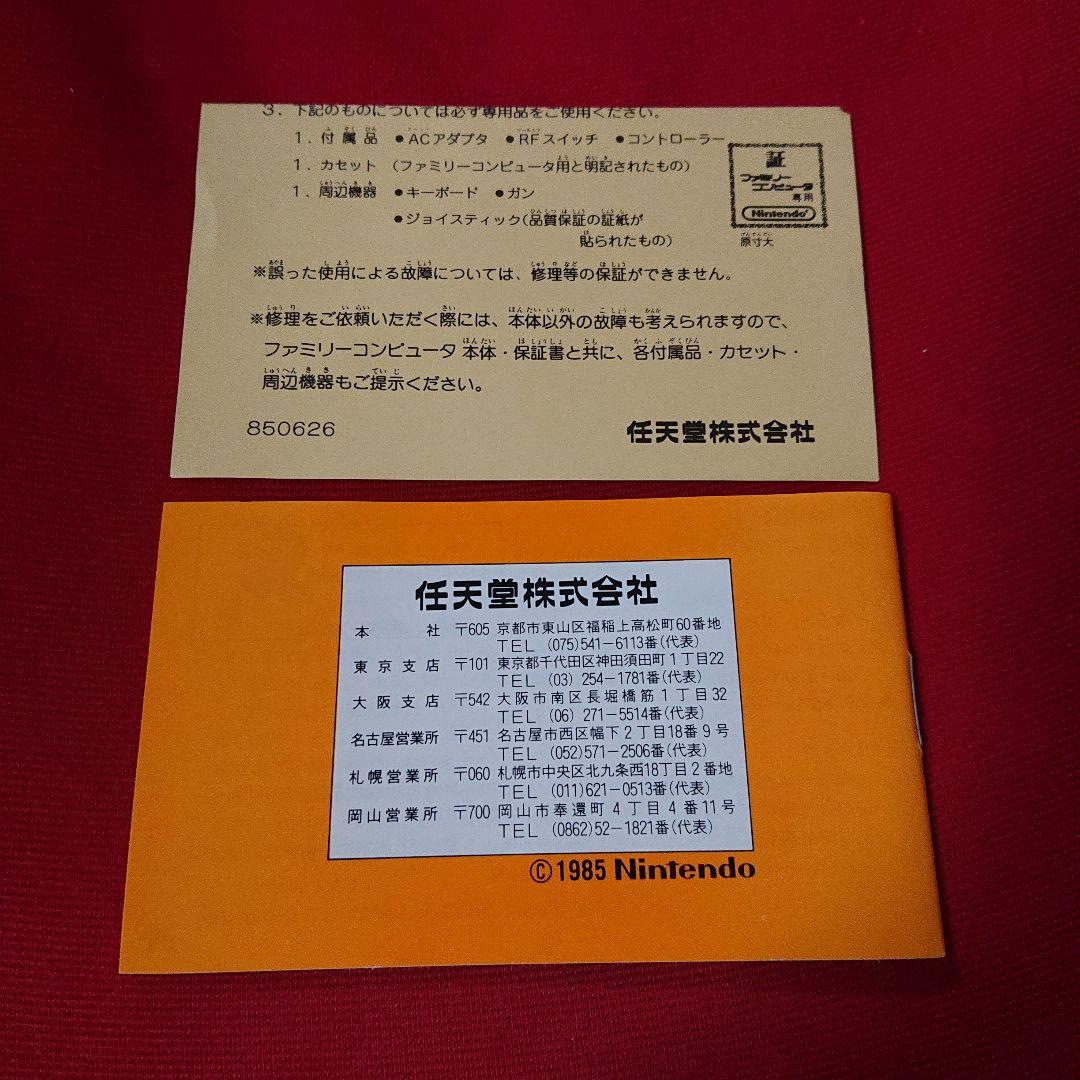 3. 下記のものについては必ず専用品をご使用ください。
1. 付属品 ●ACアダプタ ●RFスイッチ ●コントローラー
1. カセット (ファミリーコンピュータ用と明記されたもの)
1. 周辺機器 ●キーボード ●ガン
●ジョイスティック(品質保証の証紙が
貼られたもの)
証
ファミリー
コンピュータ
専用
Nintendo
原寸大
※誤った使用による故障については、修理等の保証ができません。
※修理をご依頼いただく際には、本体以外の故障も考えられますので、
ファミリーコンピュータ本体・保証書と共に、各付属品・カセット・
周辺機器もご提示ください。
850626 任天堂株式会社
任天堂株式会社
本社 〒605 京都市東山区福稲上高松町60番地
TEL (075)541-6113番(代表)
東京支店 〒101 東京都千代田区神田須田町1丁目22
TEL (03) 254-1781番(代表)
大阪支店 〒542 大阪市南区長堀橋筋1丁目32
TEL (06) 271-5514番(代表)
名古屋営業所 〒451 名古屋市西区幅下2丁目18番9号
TEL (052)571-2506番(代表)
札幌営業所 〒060 札幌市中央区北九条西18丁目2番地
TEL (011)621-0513番(代表)
岡山営業所 〒700 岡山市奉還町4丁目4番11号
TEL (0862)52-1821番(代表)
©1985 Nintendo